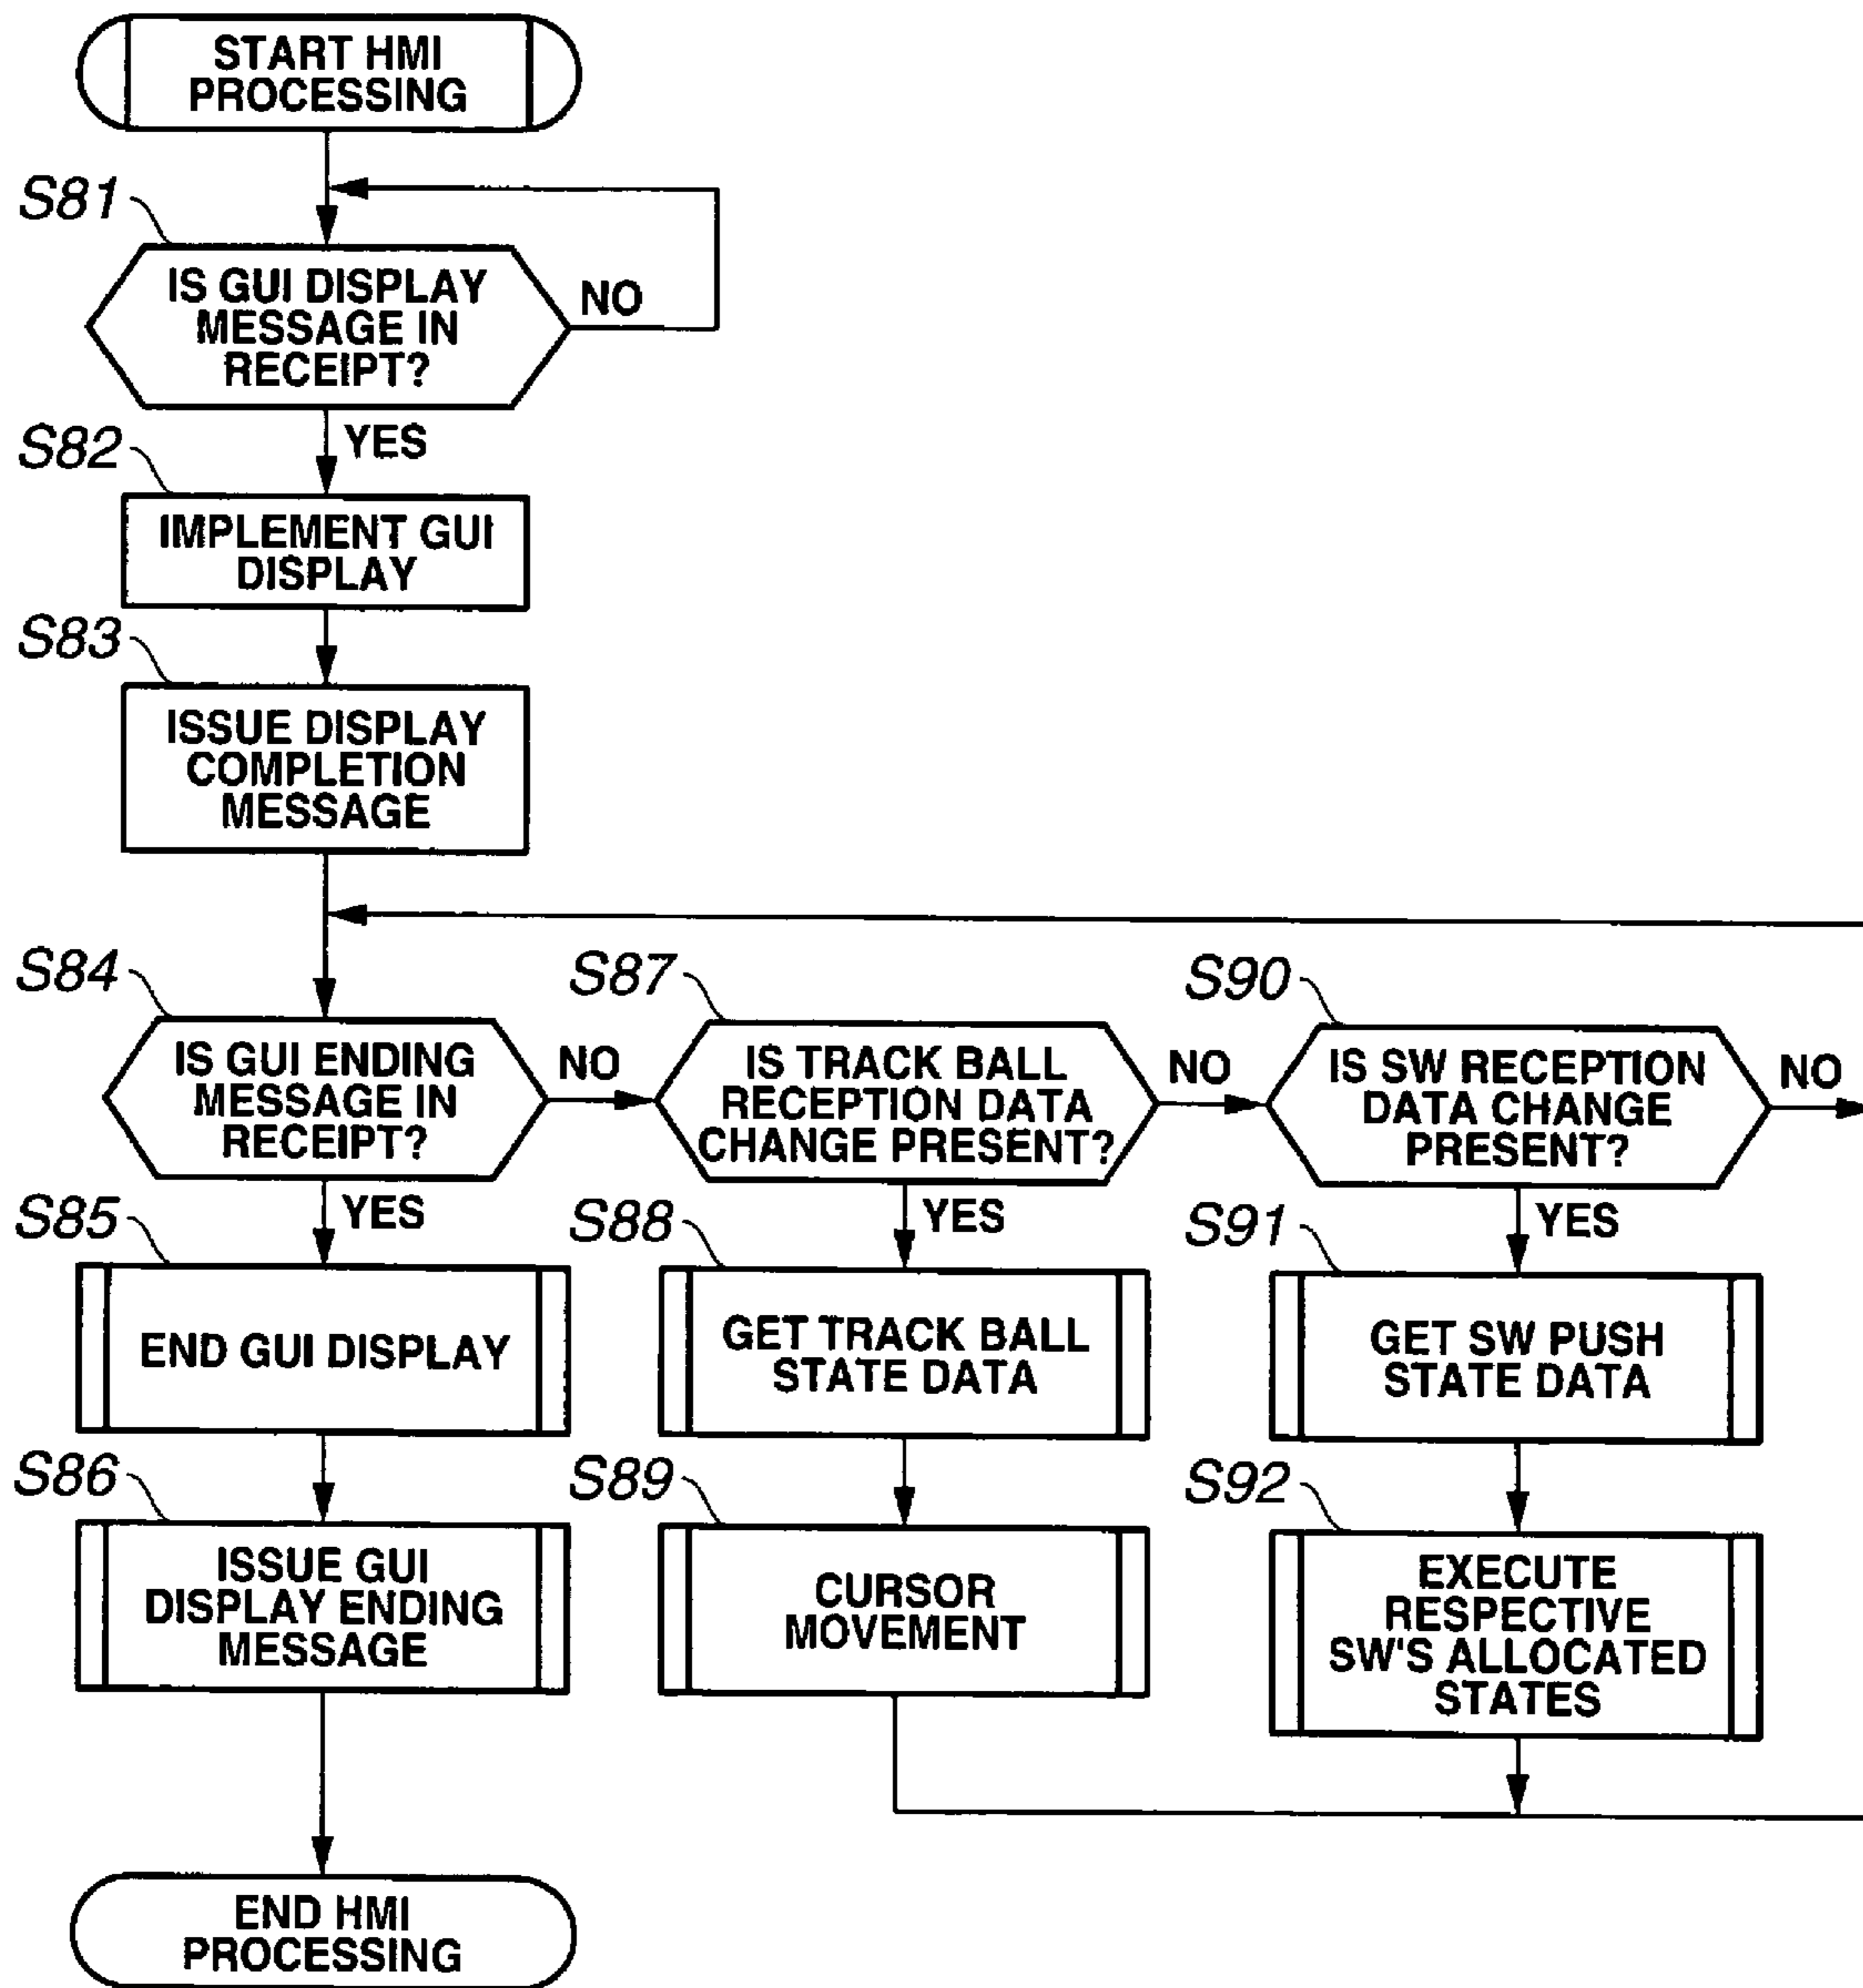 START HMI
PROCESSING
S81
IS GUI DISPLAY
MESSAGE IN
RECEIPT?
NO
YES
S82
IMPLEMENT GUI
DISPLAY
S83
ISSUE DISPLAY
COMPLETION
MESSAGE
S84
IS GUI ENDING
MESSAGE IN
RECEIPT?
NO
YES
S87
IS TRACK BALL
RECEPTION DATA
CHANGE PRESENT?
NO
YES
S90
IS SW RECEPTION
DATA CHANGE
PRESENT?
NO
YES
S85
END GUI DISPLAY
S88
GET TRACK BALL
STATE DATA
S91
GET SW PUSH
STATE DATA
S86
ISSUE GUI
DISPLAY ENDING
MESSAGE
S89
CURSOR
MOVEMENT
S92
EXECUTE
RESPECTIVE
SW'S ALLOCATED
STATES
END HMI
PROCESSING